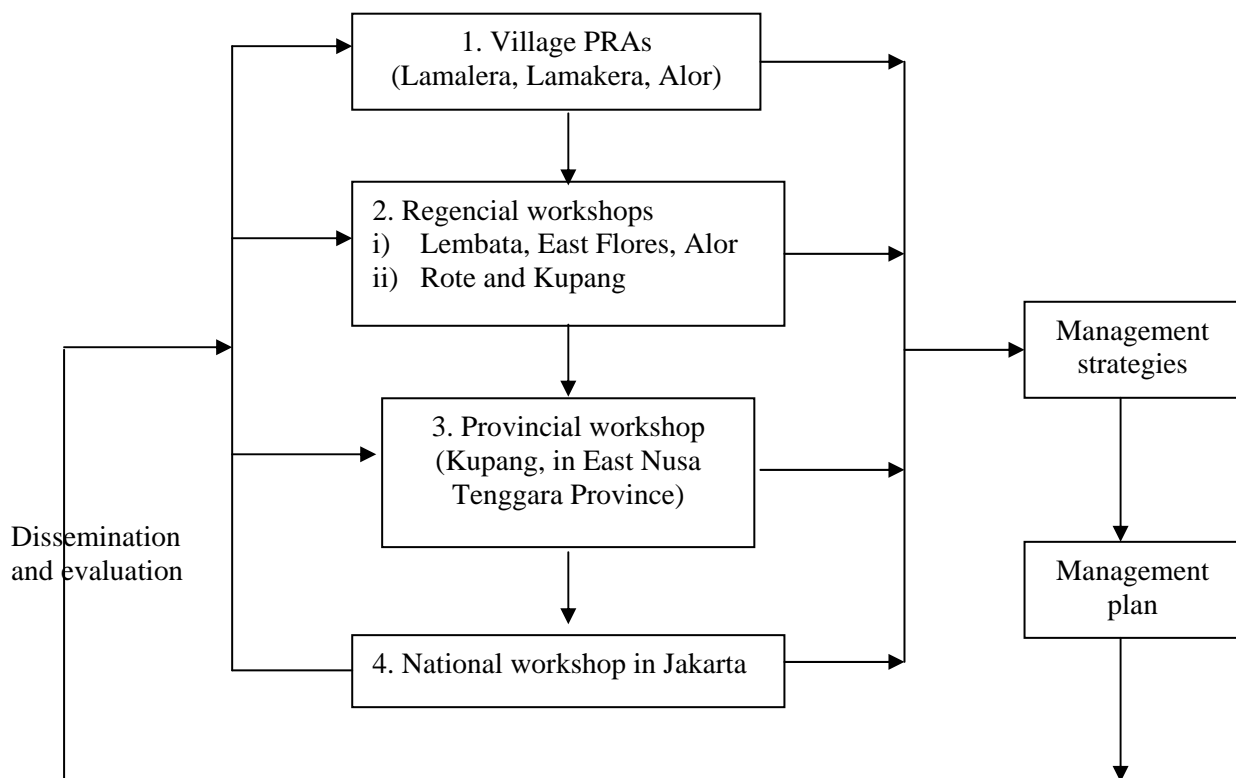 1. Village PRAs
(Lamalera, Lamakera, Alor)
2. Regencial workshops
i) Lembata, East Flores, Alor
ii) Rote and Kupang
Management
strategies
3. Provincial workshop
(Kupang, in East Nusa
Tenggara Province)
Dissemination
and evaluation
Management
plan
4. National workshop in Jakarta